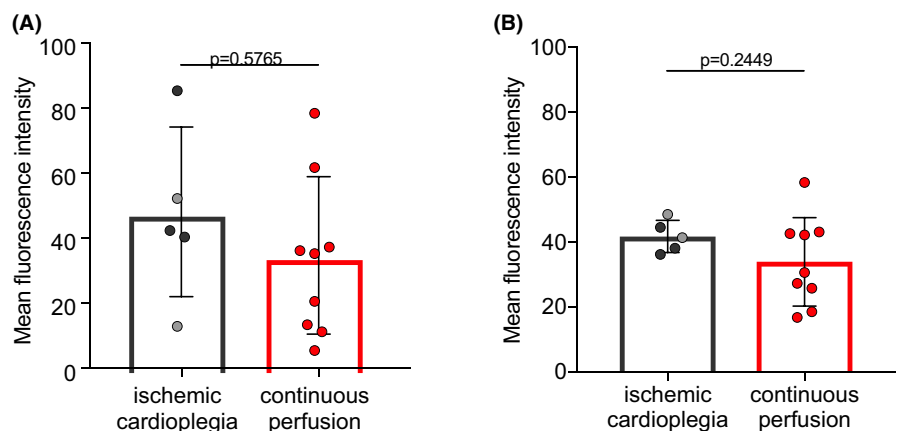 (A)
Mean fluorescence intensity
100
80
60
40
20
0
p=0.5765
ischemic
cardioplegia
continuous
perfusion
(B)
Mean fluorescence intensity
100
80
60
40
20
0
p=0.2449
ischemic
cardioplegia
continuous
perfusion